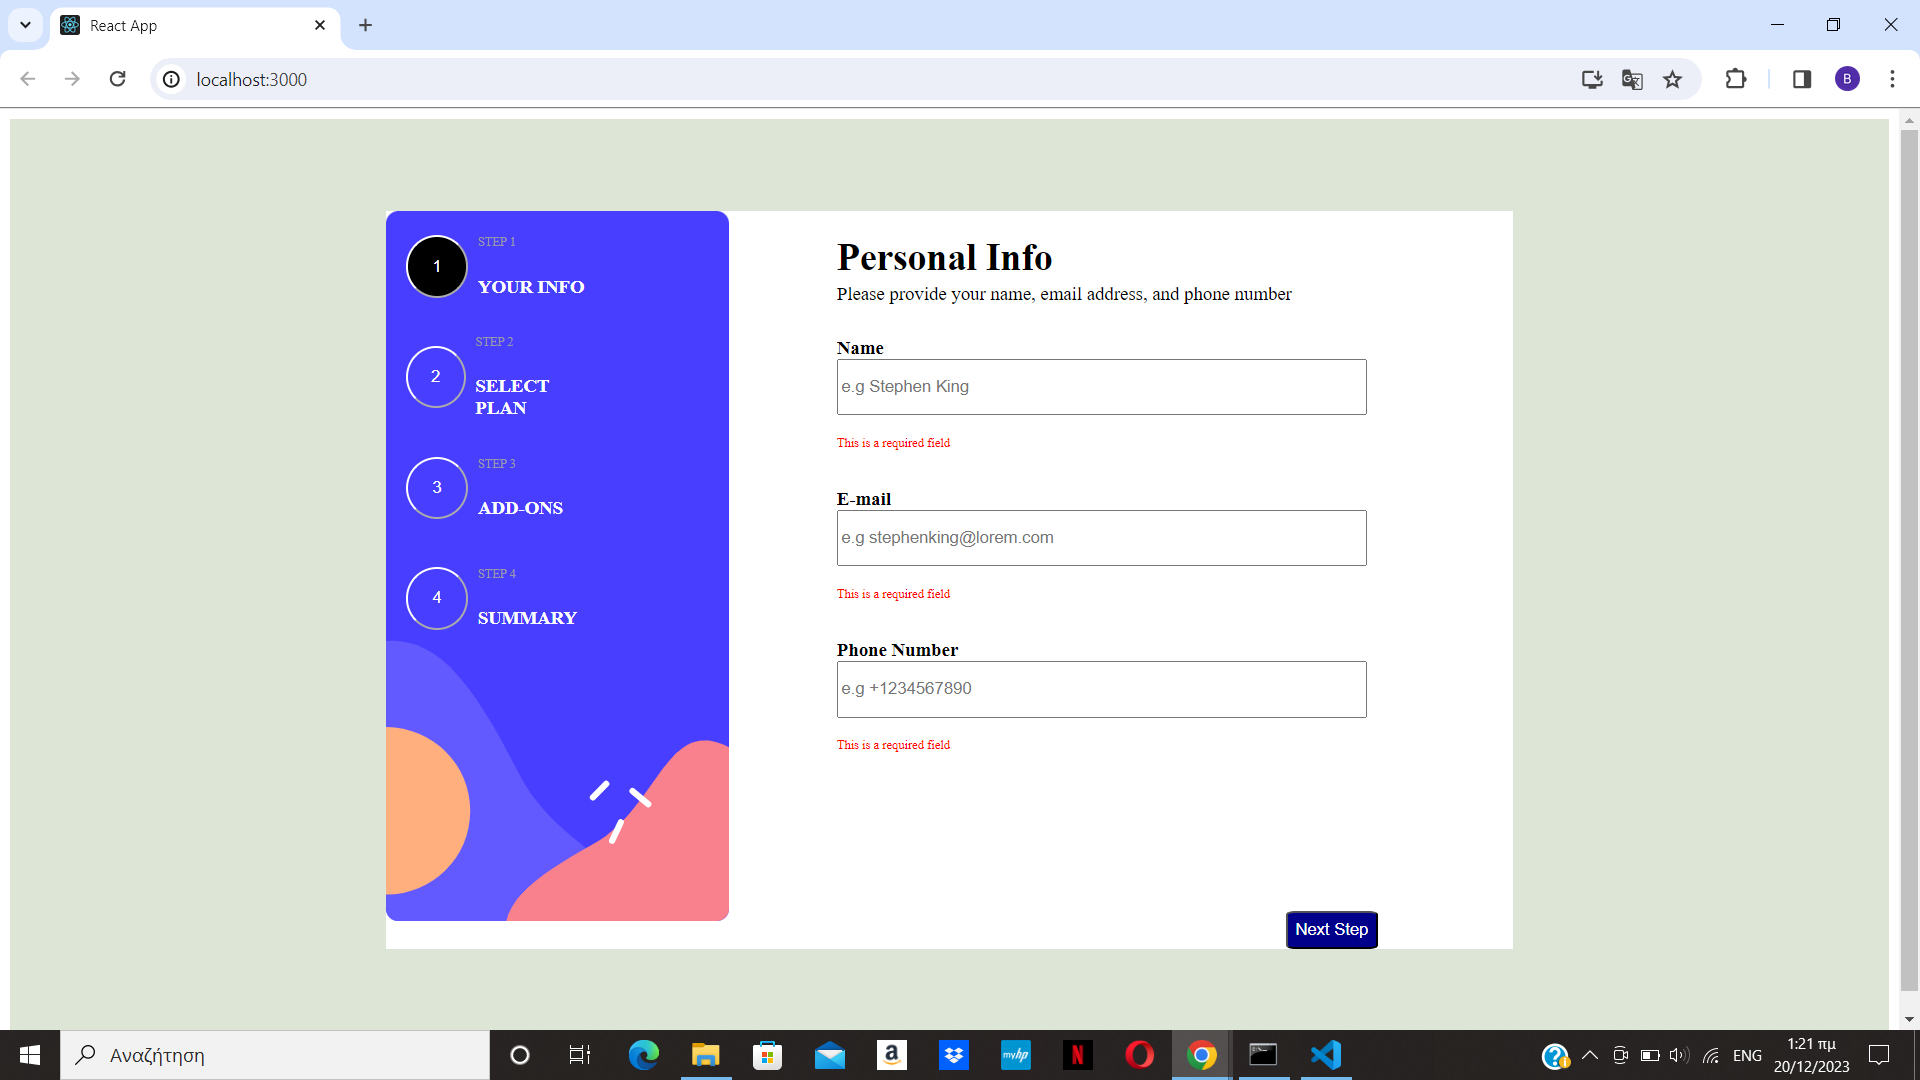 React App
localhost:3000
B
1
STEP 1
YOUR INFO
2
STEP 2
SELECT
PLAN
3
STEP 3
ADD-ONS
4
STEP 4
SUMMARY
Personal Info
Please provide your name, email address, and phone number
Name
e.g Stephen King
This is a required field
E-mail
e.g stephenking@lorem.com
This is a required field
Phone Number
e.g +1234567890
This is a required field
Next Step
Αναζήτηση
a
myhp
N
?
ENG
1:21 πμ
20/12/2023